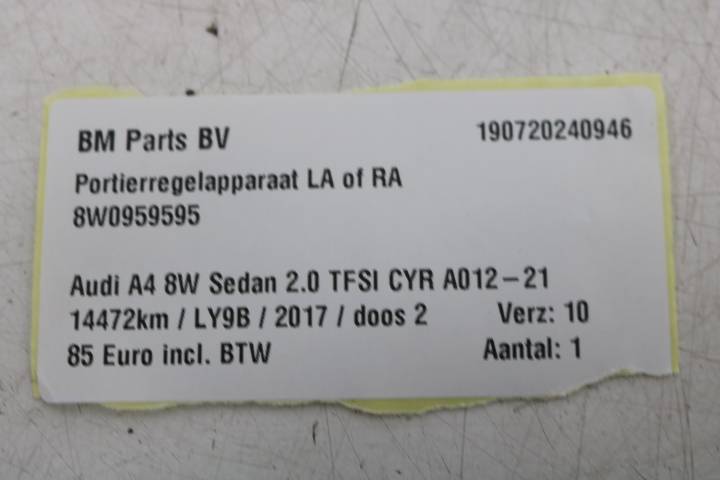 BM Parts BV 190720240946
Portierregelapparaat LA of RA
8W0959595
Audi A4 8W Sedan 2.0 TFSI CYR A012-21
14472km / LY9B / 2017 / doos 2 Verz: 10
85 Euro incl. BTW Aantal: 1